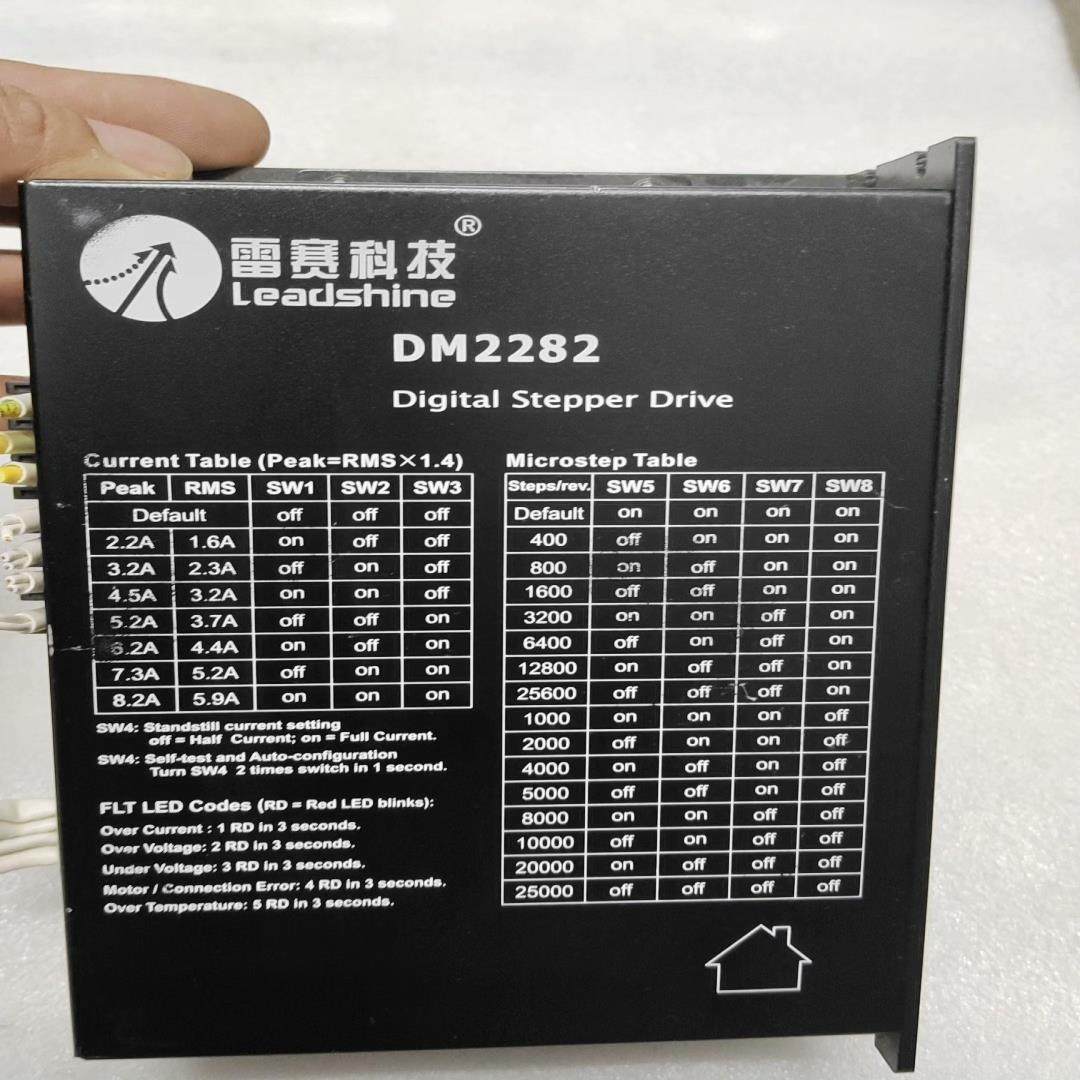 雷赛科技®
Leadshine
DM2282
Digital Stepper Drive
Current Table (Peak=RMS×1.4)
Peak RMS SW1 SW2 SW3
Default off off off
2.2A 1.6A on off off
3.2A 2.3A off on off
4.5A 3.2A on on off
5.2A 3.7A off off on
6.2A 4.4A on off on
7.3A 5.2A off on on
8.2A 5.9A on on on
SW4: Standstill current setting
off = Half Current; on = Full Current.
SW4: Self-test and Auto-configuration
Turn SW4 2 times switch in 1 second.
FLT LED Codes (RD = Red LED blinks):
Over Current : 1 RD in 3 seconds.
Over Voltage: 2 RD in 3 seconds.
Under Voltage: 3 RD in 3 seconds.
Motor / Connection Error: 4 RD in 3 seconds.
Over Temperature: 5 RD in 3 seconds.
Microstep Table
Steps/rev. SW5 SW6 SW7 SW8
Default on on on on
400 off on on on
800 on off on on
1600 off off on on
3200 on on off on
6400 off on off on
12800 on off off on
25600 off off off on
1000 on on on off
2000 off on on off
4000 on off on off
5000 off off on off
8000 on on off off
10000 off on off off
20000 on off off off
25000 off off off off